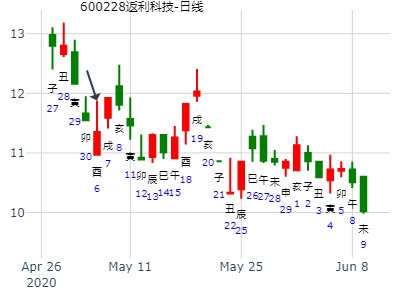 600228返利科技-日线
13
12
11
10
子
27
丑
28
寅
29
卯
30
酉
6
戌
7
亥
8
寅
11
卯
12
辰
13
巳
14
午
15
酉
18
戌
19
亥
20
子
21
丑
22
辰
25
巳
26
午
27
未
28
申
29
亥
1
子
2
丑
3
寅
4
卯
5
午
8
未
9
Apr 26
2020
May 11
May 25
Jun 8